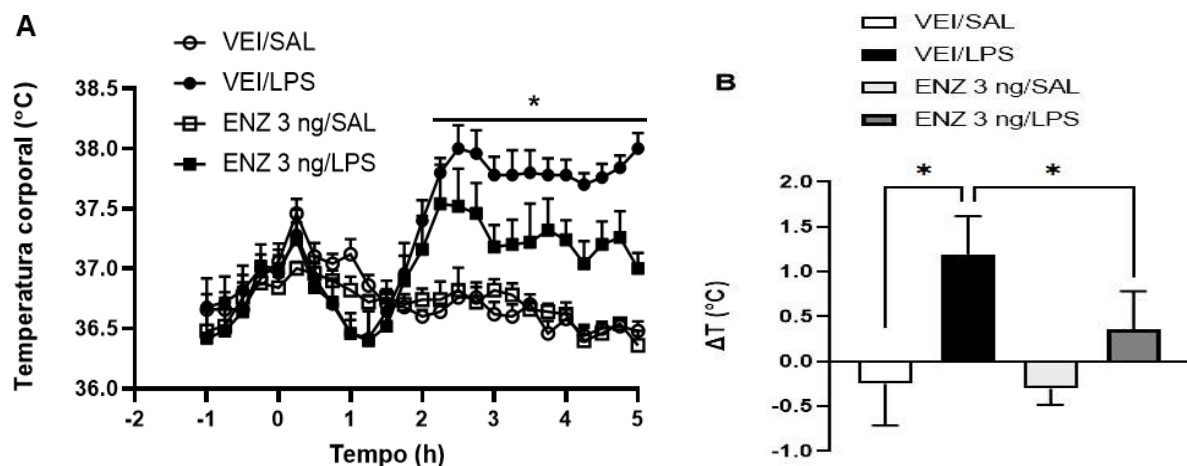 A
VEI/SAL
VEI/LPS
ENZ 3 ng/SAL
ENZ 3 ng/LPS
Temperatura corporal (°C)
38.5
38.0
37.5
37.0
36.5
36.0
*
-2
-1
0
1
2
3
4
5
Tempo (h)
B
VEI/SAL
VEI/LPS
ENZ 3 ng/SAL
ENZ 3 ng/LPS
*
*
ΔT (°C)
2.0
1.5
1.0
0.5
0.0
-0.5
-1.0